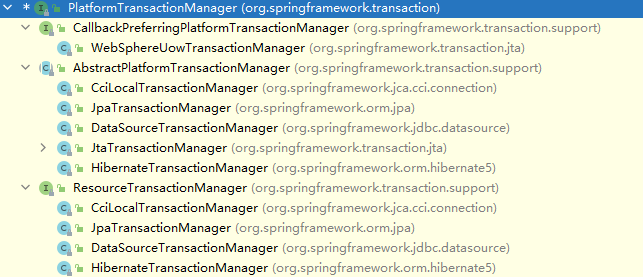 PlatformTransactionManager (org.springframework.transaction)
CallbackPreferringPlatformTransactionManager (org.springframework.transaction.support)
WebSphereUowTransactionManager (org.springframework.transaction.jta)
AbstractPlatformTransactionManager (org.springframework.transaction.support)
CciLocalTransactionManager (org.springframework.jca.cci.connection)
JpaTransactionManager (org.springframework.orm.jpa)
DataSourceTransactionManager (org.springframework.jdbc.datasource)
JtaTransactionManager (org.springframework.transaction.jta)
HibernateTransactionManager (org.springframework.orm.hibernate5)
ResourceTransactionManager (org.springframework.transaction.support)
CciLocalTransactionManager (org.springframework.jca.cci.connection)
JpaTransactionManager (org.springframework.orm.jpa)
DataSourceTransactionManager (org.springframework.jdbc.datasource)
HibernateTransactionManager (org.springframework.orm.hibernate5)